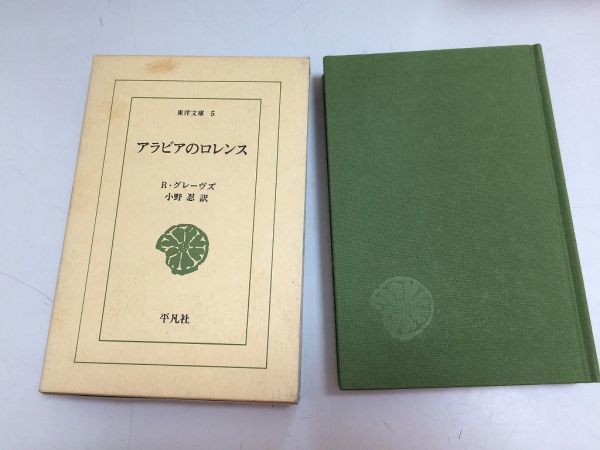 東洋文庫 5
アラビアのロレンス
R・グレーヴズ
小野 忍 訳
平凡社